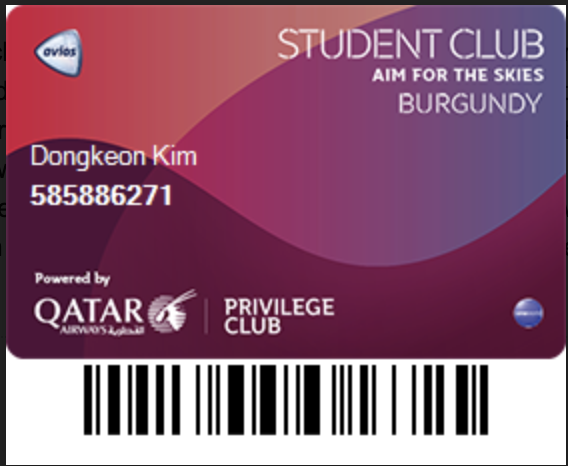 avios
STUDENT CLUB
AIM FOR THE SKIES
BURGUNDY
Dongkeon Kim
585886271
Powered by
QATAR
AIRWAYS القطرية
PRIVILEGE
CLUB